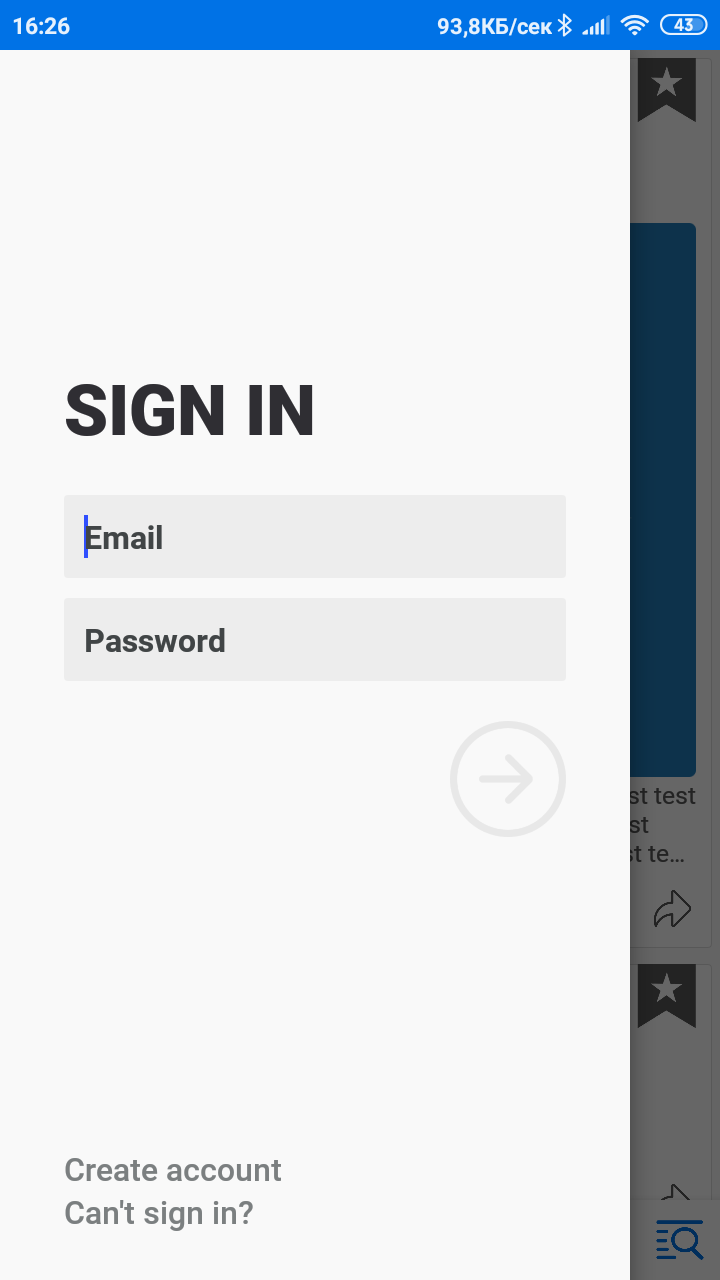 16:26
93,8КБ/сек
43
SIGN IN
Email
Password
st test
st
st te...
Create account
Can't sign in?